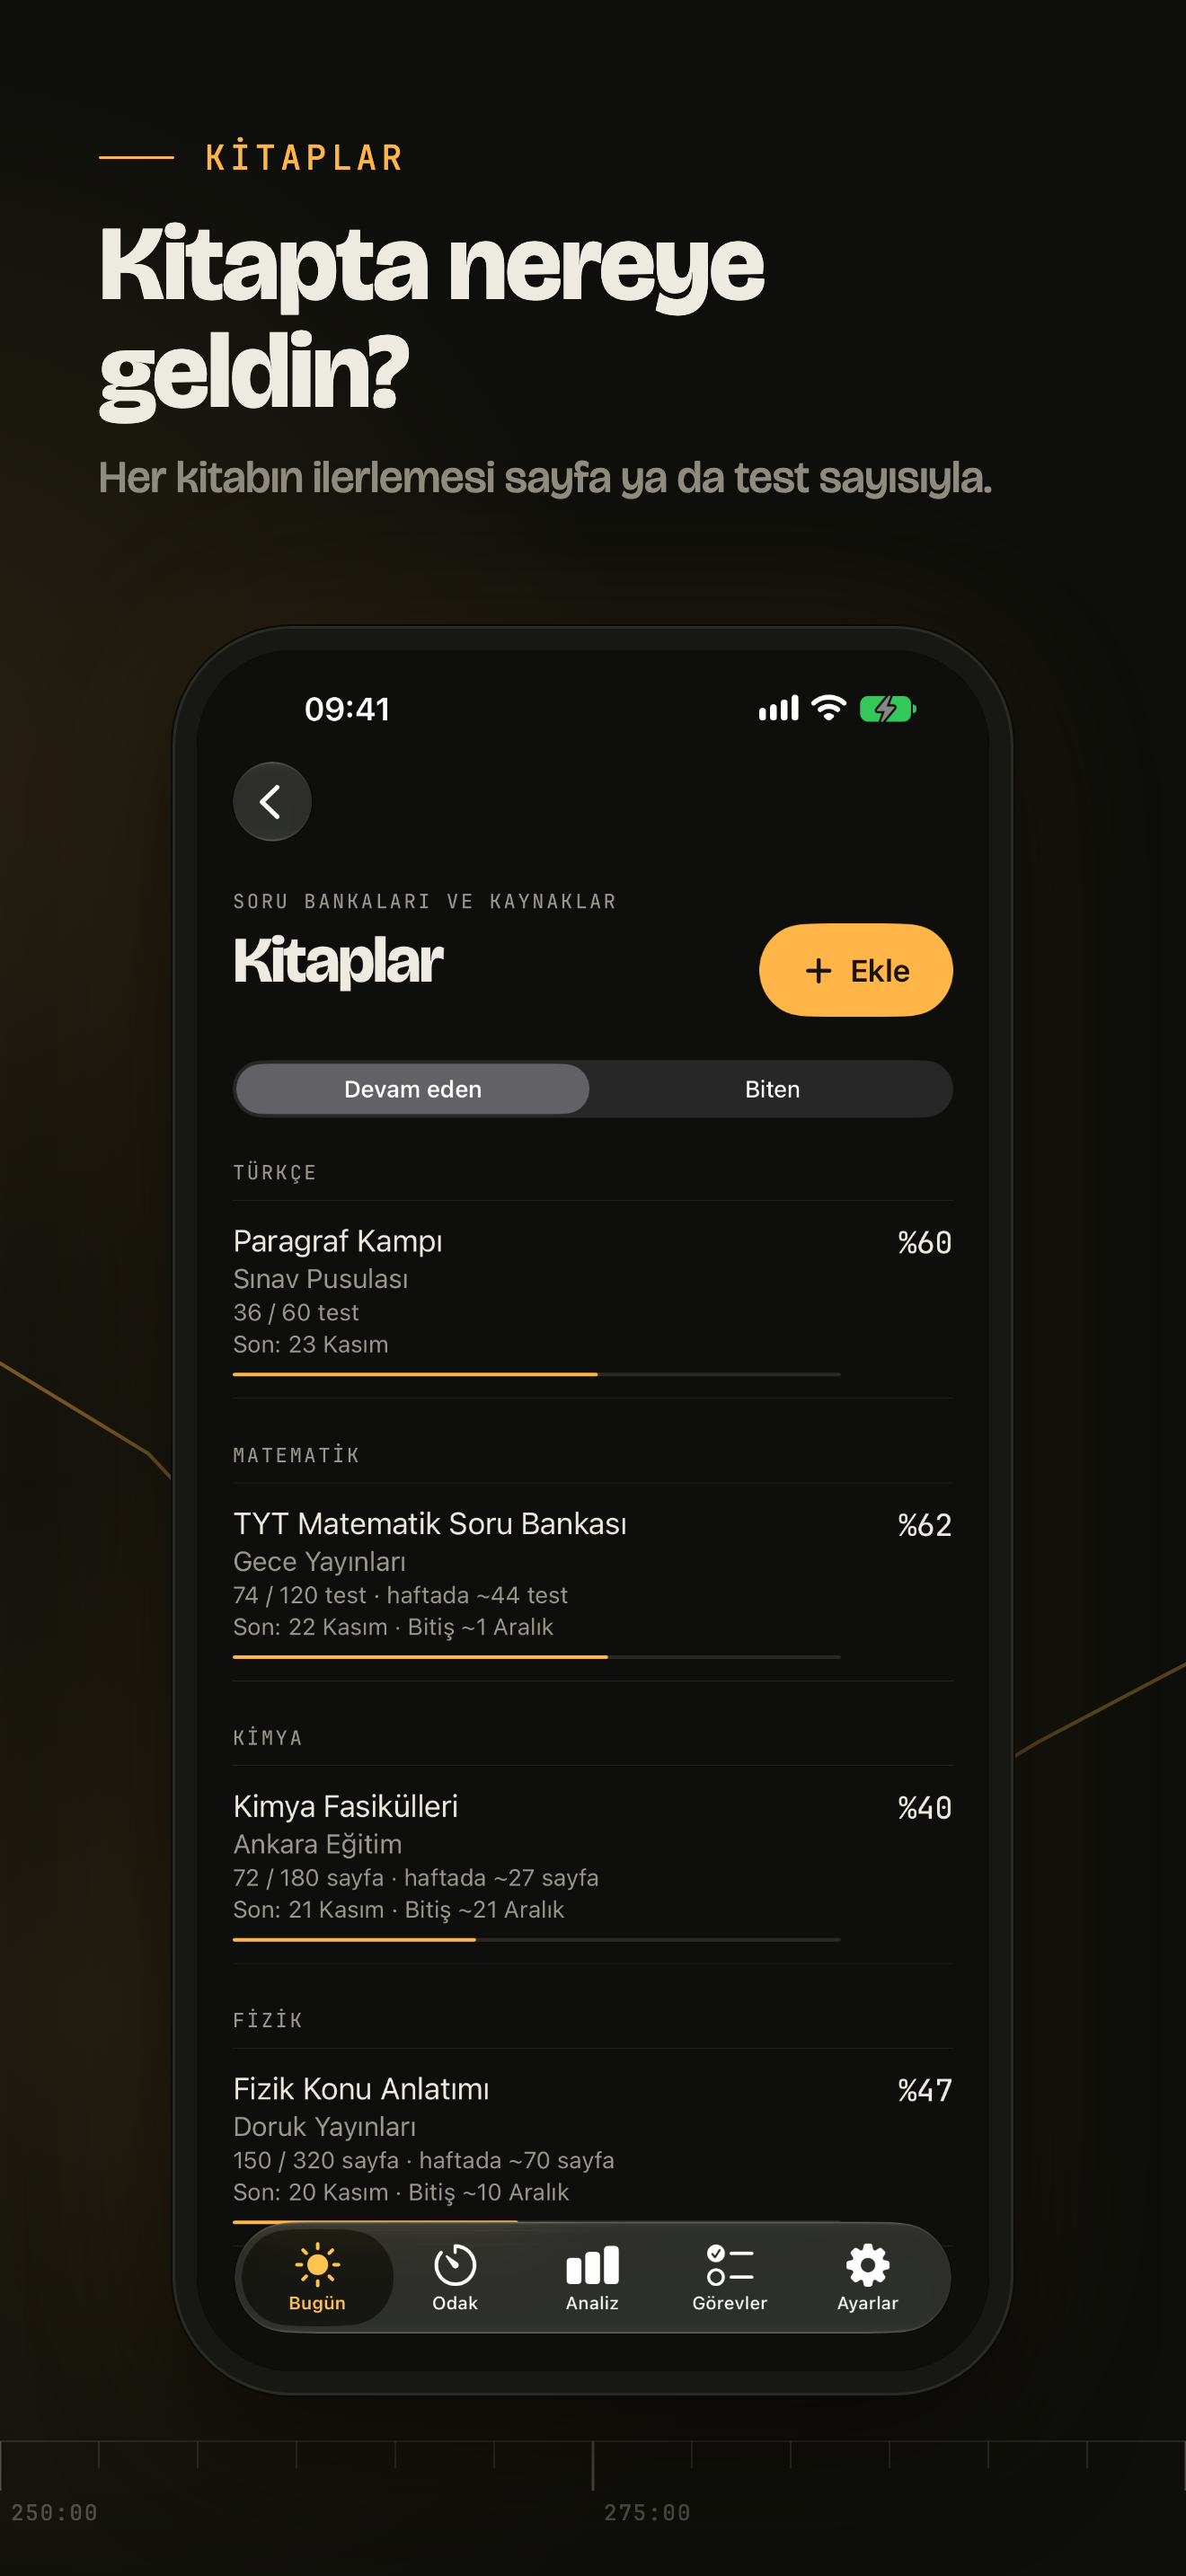 KİTAPLAR
Kitapta nereye
geldin?
Her kitabın ilerlemesi sayfa ya da test sayısıyla.
09:41
SORU BANKALARI VE KAYNAKLAR
Kitaplar
+ Ekle
Devam eden
Biten
TÜRKÇE
Paragraf Kampı
%60
Sınav Pusulası
36 / 60 test
Son: 23 Kasım
MATEMATİK
TYT Matematik Soru Bankası
%62
Gece Yayınları
74 / 120 test · haftada ~44 test
Son: 22 Kasım · Bitiş ~1 Aralık
KİMYA
Kimya Fasikülleri
%40
Ankara Eğitim
72 / 180 sayfa · haftada ~27 sayfa
Son: 21 Kasım · Bitiş ~21 Aralık
FİZİK
Fizik Konu Anlatımı
%47
Doruk Yayınları
150 / 320 sayfa · haftada ~70 sayfa
Son: 20 Kasım · Bitiş ~10 Aralık
Bugün
Odak
Analiz
Görevler
Ayarlar
250:00
275:00